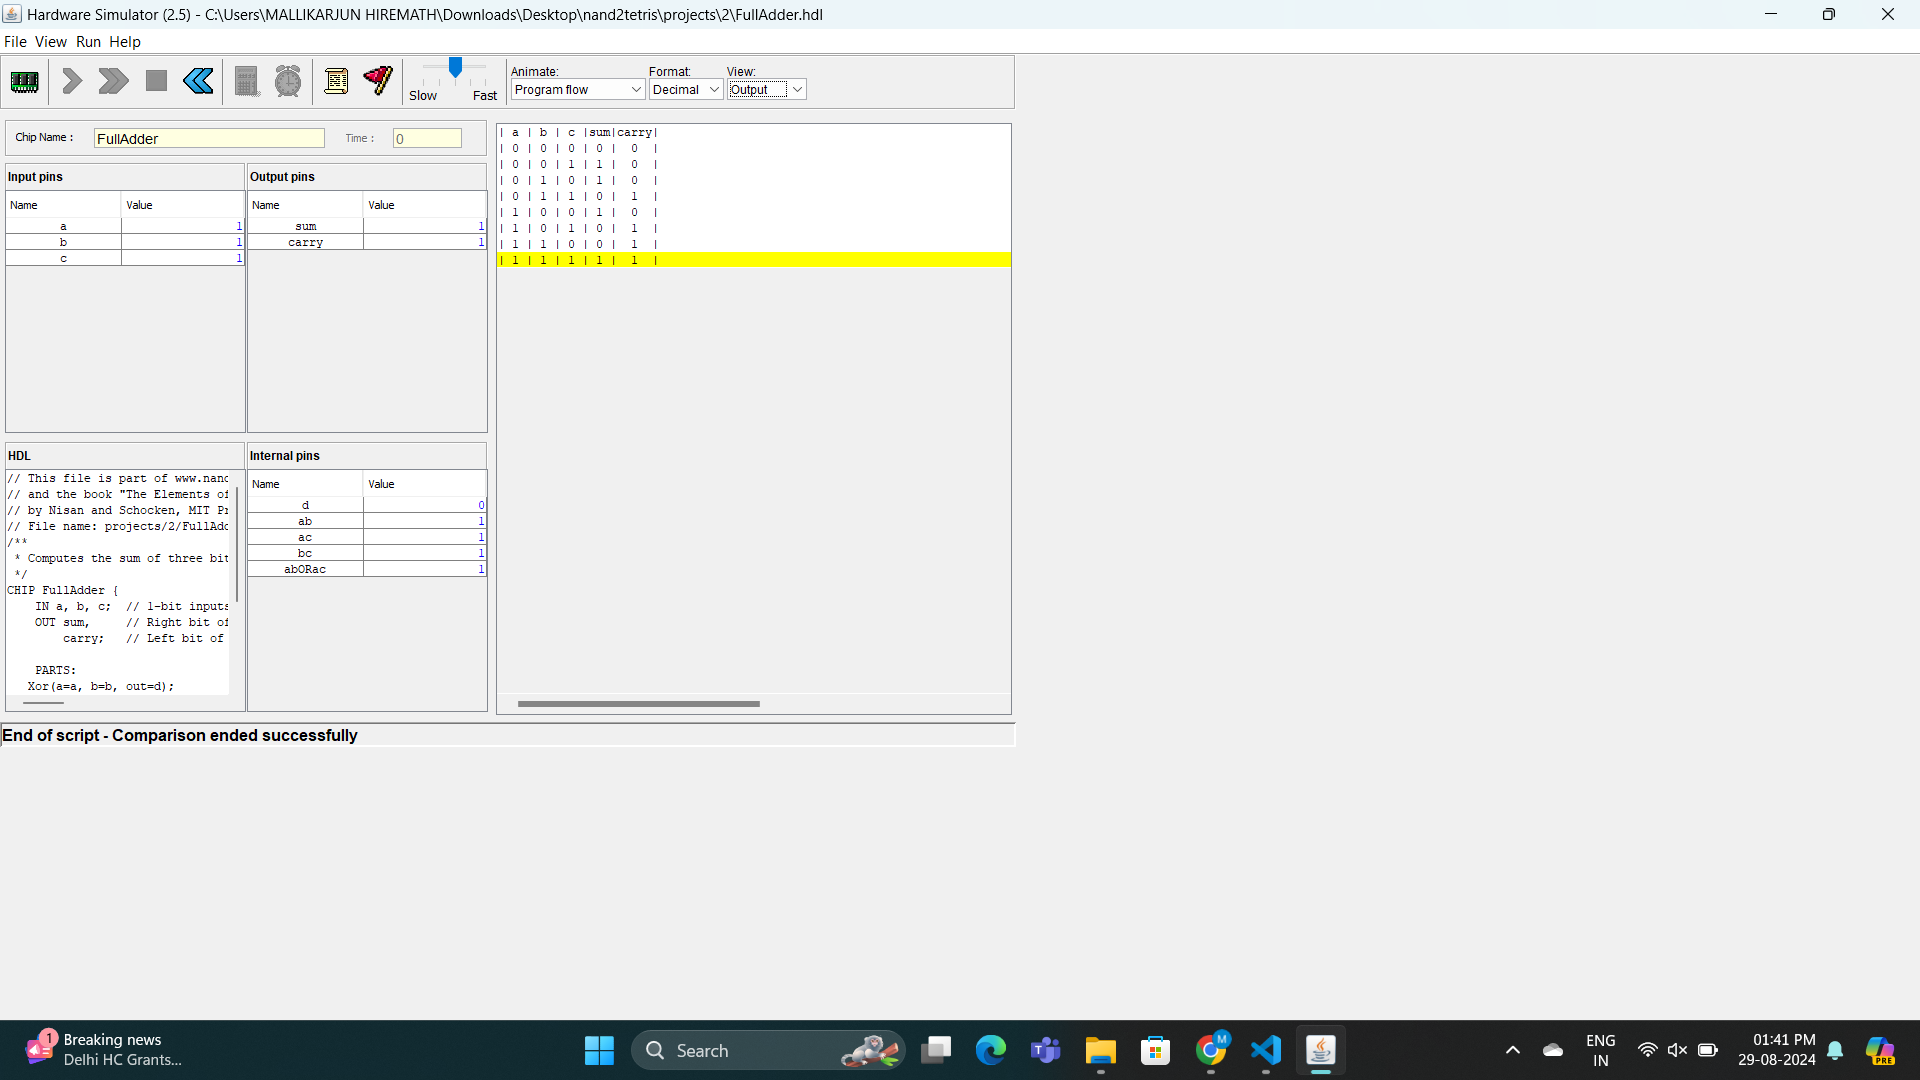 Hardware Simulator (2.5) - C:\Users\MALLIKARJUN HIREMATH\Downloads\Desktop\nand2tetris\projects\2\FullAdder.hdl
File View Run Help
Slow Fast
Animate:
Program flow
Format:
Decimal
View:
Output
Chip Name : FullAdder Time : 0
Input pins
Name Value
a 1
b 1
c 1
Output pins
Name Value
sum 1
carry 1
| a | b | c |sum|carry|
| 0 | 0 | 0 | 0 | 0 |
| 0 | 0 | 1 | 1 | 0 |
| 0 | 1 | 0 | 1 | 0 |
| 0 | 1 | 1 | 0 | 1 |
| 1 | 0 | 0 | 1 | 0 |
| 1 | 0 | 1 | 0 | 1 |
| 1 | 1 | 0 | 0 | 1 |
| 1 | 1 | 1 | 1 | 1 |
HDL
// This file is part of www.nand
// and the book "The Elements of
// by Nisan and Schocken, MIT Pr
// File name: projects/2/FullAdd
/**
* Computes the sum of three bit
*/
CHIP FullAdder {
IN a, b, c; // 1-bit inputs
OUT sum, // Right bit of
carry; // Left bit of
PARTS:
Xor(a=a, b=b, out=d);
Internal pins
Name Value
d 0
ab 1
ac 1
bc 1
abORac 1
End of script - Comparison ended successfully
1
Breaking news
Delhi HC Grants...
Search
M
ENG
IN
01:41 PM
29-08-2024
PRE